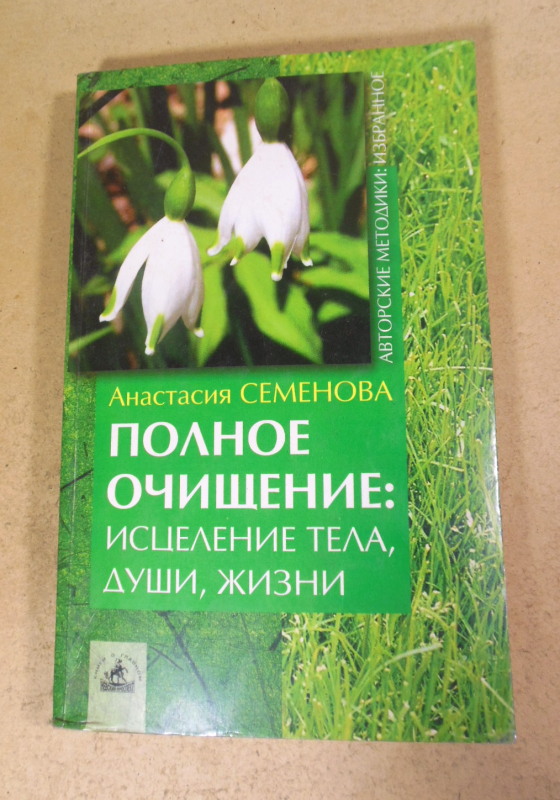 АВТОРСКИЕ МЕТОДИКИ: ИЗБРАННОЕ
Анастасия СЕМЕНОВА
ПОЛНОЕ
ОЧИЩЕНИЕ:
ИСЦЕЛЕНИЕ ТЕЛА,
ДУШИ, ЖИЗНИ